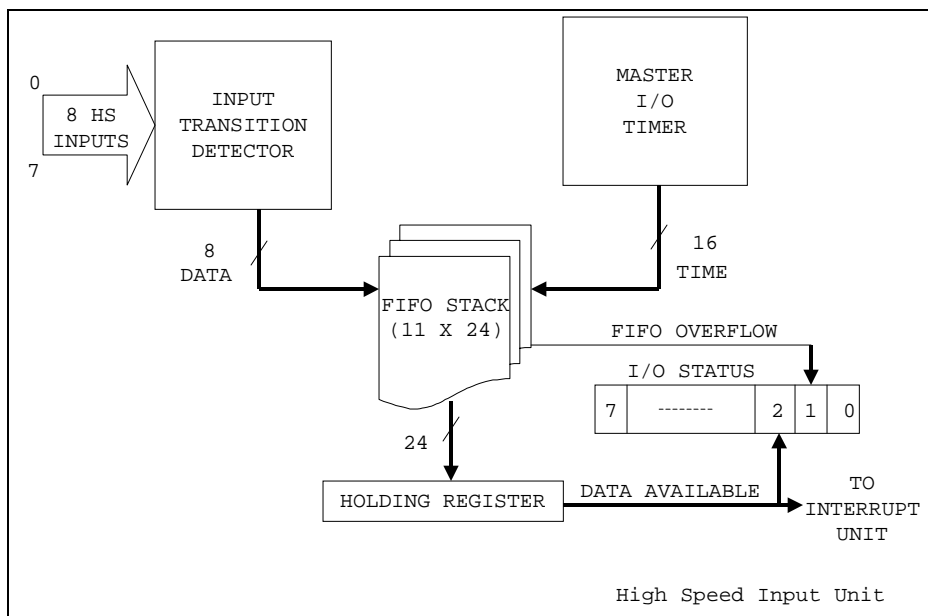 0
8 HS
INPUTS
7
INPUT
TRANSITION
DETECTOR
MASTER
I/O
TIMER
8
DATA
16
TIME
FIFO STACK
(11 X 24)
FIFO OVERFLOW
I/O STATUS
7 -------- 2 1 0
24
HOLDING REGISTER
DATA AVAILABLE
TO
INTERRUPT
UNIT
High Speed Input Unit